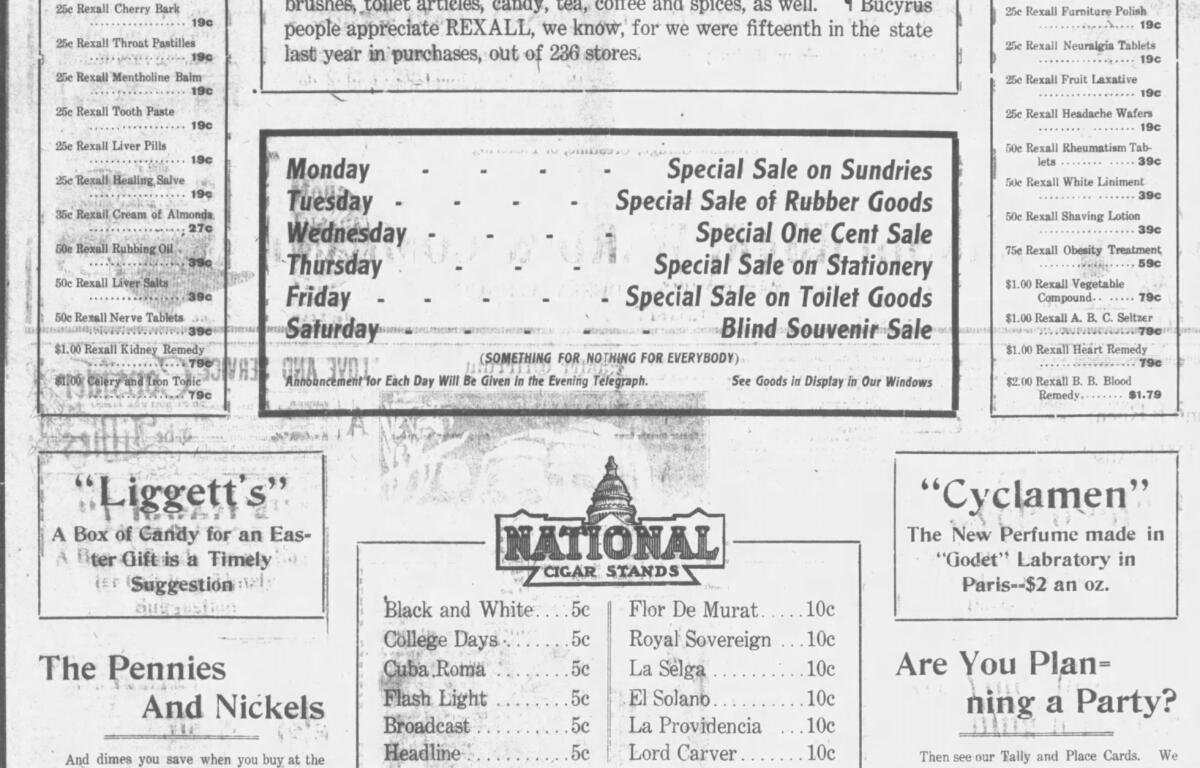 25c Rexall Cherry Bark
.................. 19c
25c Rexall Throat Pastilles
.................. 19c
25c Rexall Mentholine Balm
.................. 19c
25c Rexall Tooth Paste
.................. 19c
25c Rexall Liver Pills
.................. 19c
25c Rexall Healing Salve
.................. 19c
35c Rexall Cream of Almonds
.................. 27c
50c Rexall Rubbing Oil
.................. 39c
50c Rexall Liver Salts
.................. 39c
50c Rexall Nerve Tablets
.................. 39c
$1.00 Rexall Kidney Remedy
.................. 79c
$1.00 Celery and Iron Tonic
.................. 79c
brushes, toilet articles, candy, tea, coffee and spices, as well. ¶ Bucyrus
people appreciate REXALL, we know, for we were fifteenth in the state
last year in purchases, out of 236 stores.
Monday - - - - Special Sale on Sundries
Tuesday - - - - Special Sale of Rubber Goods
Wednesday - - - - Special One Cent Sale
Thursday - - - Special Sale on Stationery
Friday - - - - - Special Sale on Toilet Goods
Saturday - - - - - - Blind Souvenir Sale
(SOMETHING FOR NOTHING FOR EVERYBODY)
Announcement for Each Day Will Be Given in the Evening Telegraph. See Goods in Display in Our Windows
25c Rexall Furniture Polish
.................. 19c
25c Rexall Neuralgia Tablets
.................. 19c
25c Rexall Fruit Laxative
.................. 19c
25c Rexall Headache Wafers
.................. 19c
50c Rexall Rheumatism Tab-
lets ........ ..... 39c
50c Rexall White Liniment
.................. 39c
50c Rexall Shaving Lotion
.................. 39c
75c Rexall Obesity Treatment
.................. 59c
$1.00 Rexall Vegetable
Compound.. ..... 79c
$1.00 Rexall A. B. C. Seltzer
.................. 79c
$1.00 Rexall Heart Remedy
.................. 79c
$2.00 Rexall B. B. Blood
Remedy....... $1.79
"Liggett's"
A Box of Candy for an Eas-
ter Gift is a Timely
Suggestion
The Pennies
And Nickels
And dimes you save when you buy at the
NATIONAL
CIGAR STANDS
Black and White....5c
College Days........5c
Cuba Roma ........5c
Flash Light ........5c
Broadcast ..........5c
Headline ...........5c
Flor De Murat.....10c
Royal Sovereign ...10c
La Selga ..........10c
El Solano..........10c
La Providencia ....10c
Lord Carver.......10c
"Cyclamen"
The New Perfume made in
"Godet" Labratory in
Paris--$2 an oz.
Are You Plan-
ning a Party?
Then see our Tally and Place Cards. We